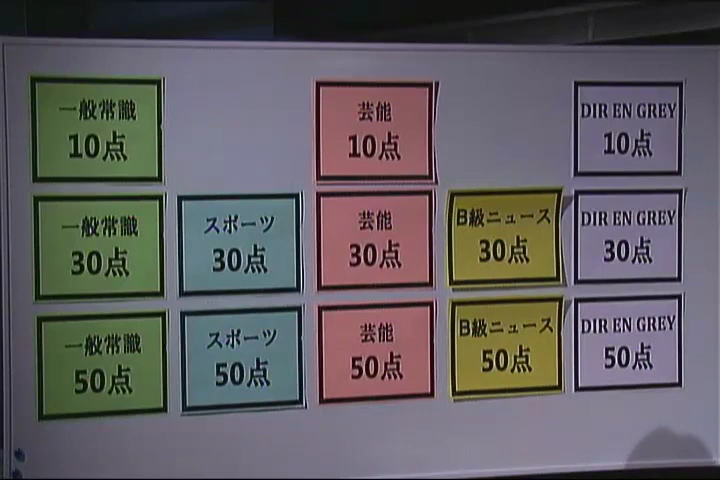 一般常識
10点
芸能
10点
DIR EN GREY
10点
一般常識
30点
スポーツ
30点
芸能
30点
B級ニュース
30点
DIR EN GREY
30点
一般常識
50点
スポーツ
50点
芸能
50点
B級ニュース
50点
DIR EN GREY
50点